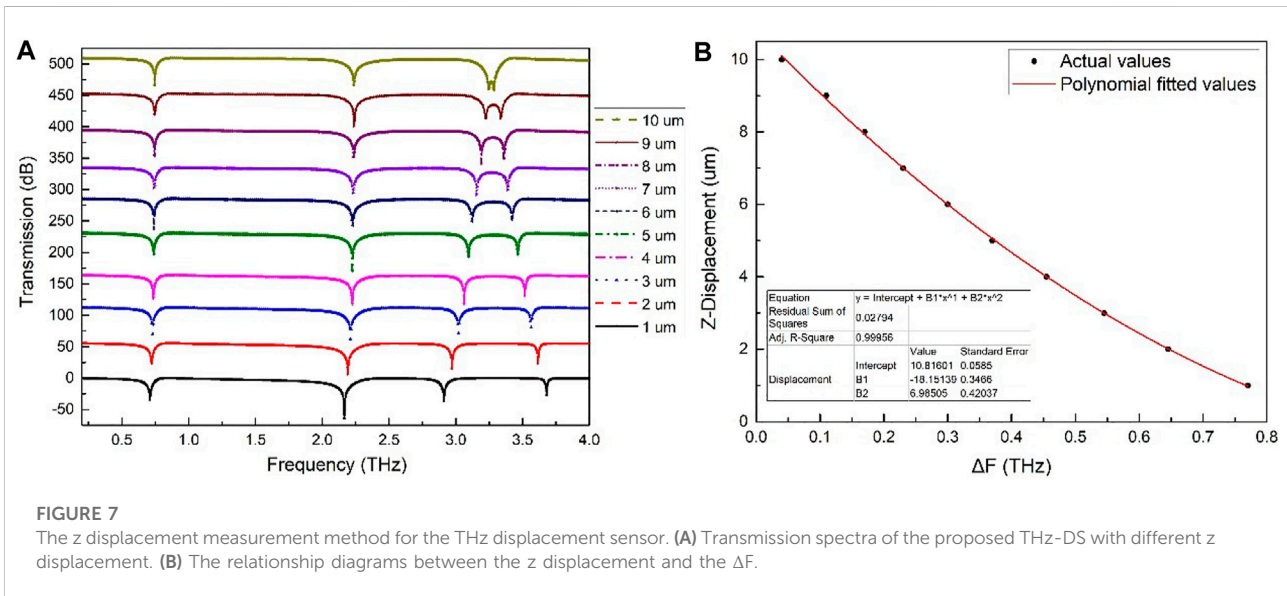 A
Transmission (dB)
500
450
400
350
300
250
200
150
100
50
0
-50
0.5 1.0 1.5 2.0 2.5 3.0 3.5 4.0
Frequency (THz)
10 um
9 um
8 um
7 um
6 um
5 um
4 um
3 um
2 um
1 um
B
Z-Displacement (um)
10
8
6
4
2
0
0.0 0.1 0.2 0.3 0.4 0.5 0.6 0.7 0.8
ΔF (THz)
Actual values
Polynomial fitted values
Equation y = Intercept + B1*x^1 + B2*x^2
Residual Sum of
Squares 0.02794
Adj. R-Square 0.99956
Value Standard Error
Intercept 10.81601 0.0585
Displacement B1 -18.15139 0.3466
B2 6.98505 0.42037
FIGURE 7
The z displacement measurement method for the THz displacement sensor. (A) Transmission spectra of the proposed THz-DS with different z
displacement. (B) The relationship diagrams between the z displacement and the ΔF.